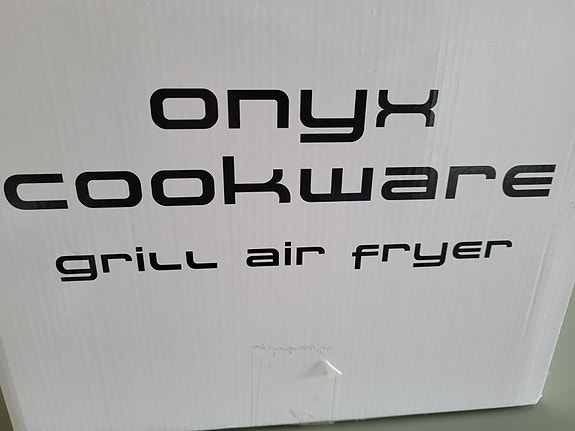 onyx
cookware
grill air fryer